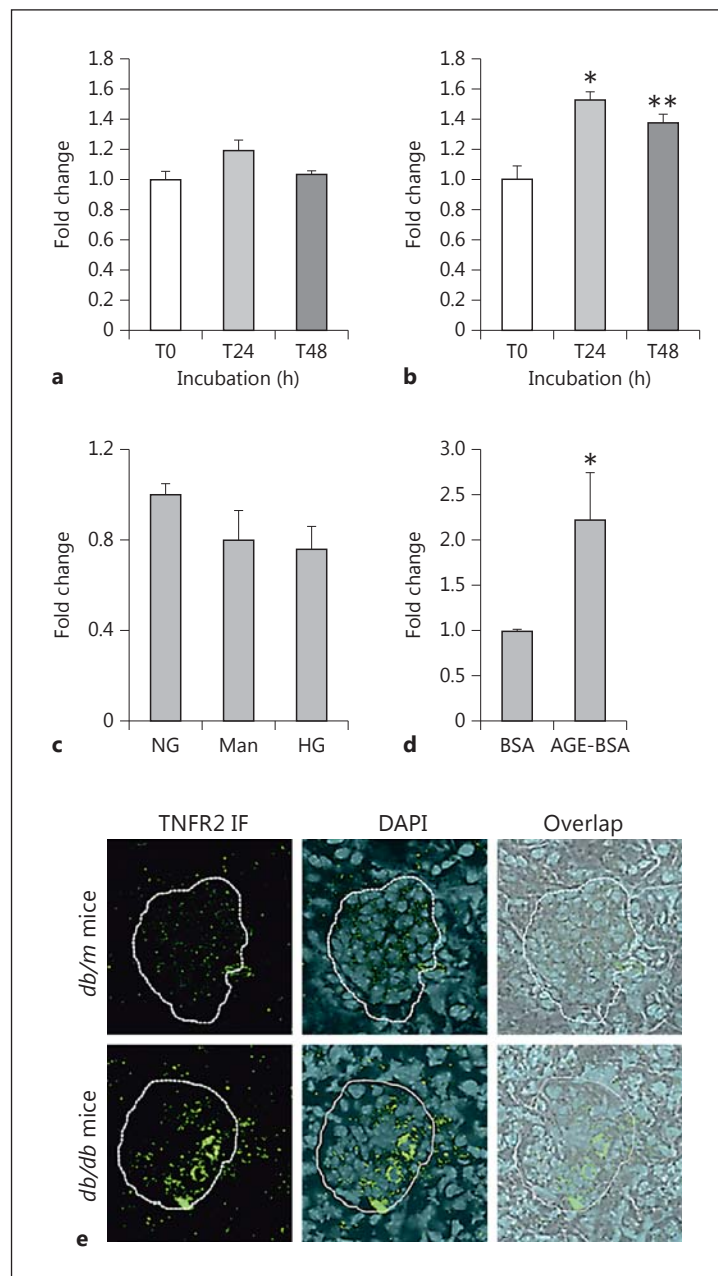 1.8
1.6
1.4
1.2
1.0
0.8
0.6
0.4
0.2
0
Fold change
T0 T24 T48
Incubation (h)
a
1.8
1.6
1.4
1.2
1.0
0.8
0.6
0.4
0.2
0
Fold change
*
**
T0 T24 T48
Incubation (h)
b
1.2
0.8
0.4
0
Fold change
NG Man HG
c
3.0
2.5
2.0
1.5
1.0
0.5
0
Fold change
*
BSA AGE-BSA
d
TNFR2 IF DAPI Overlap
db/m mice
db/db mice
e